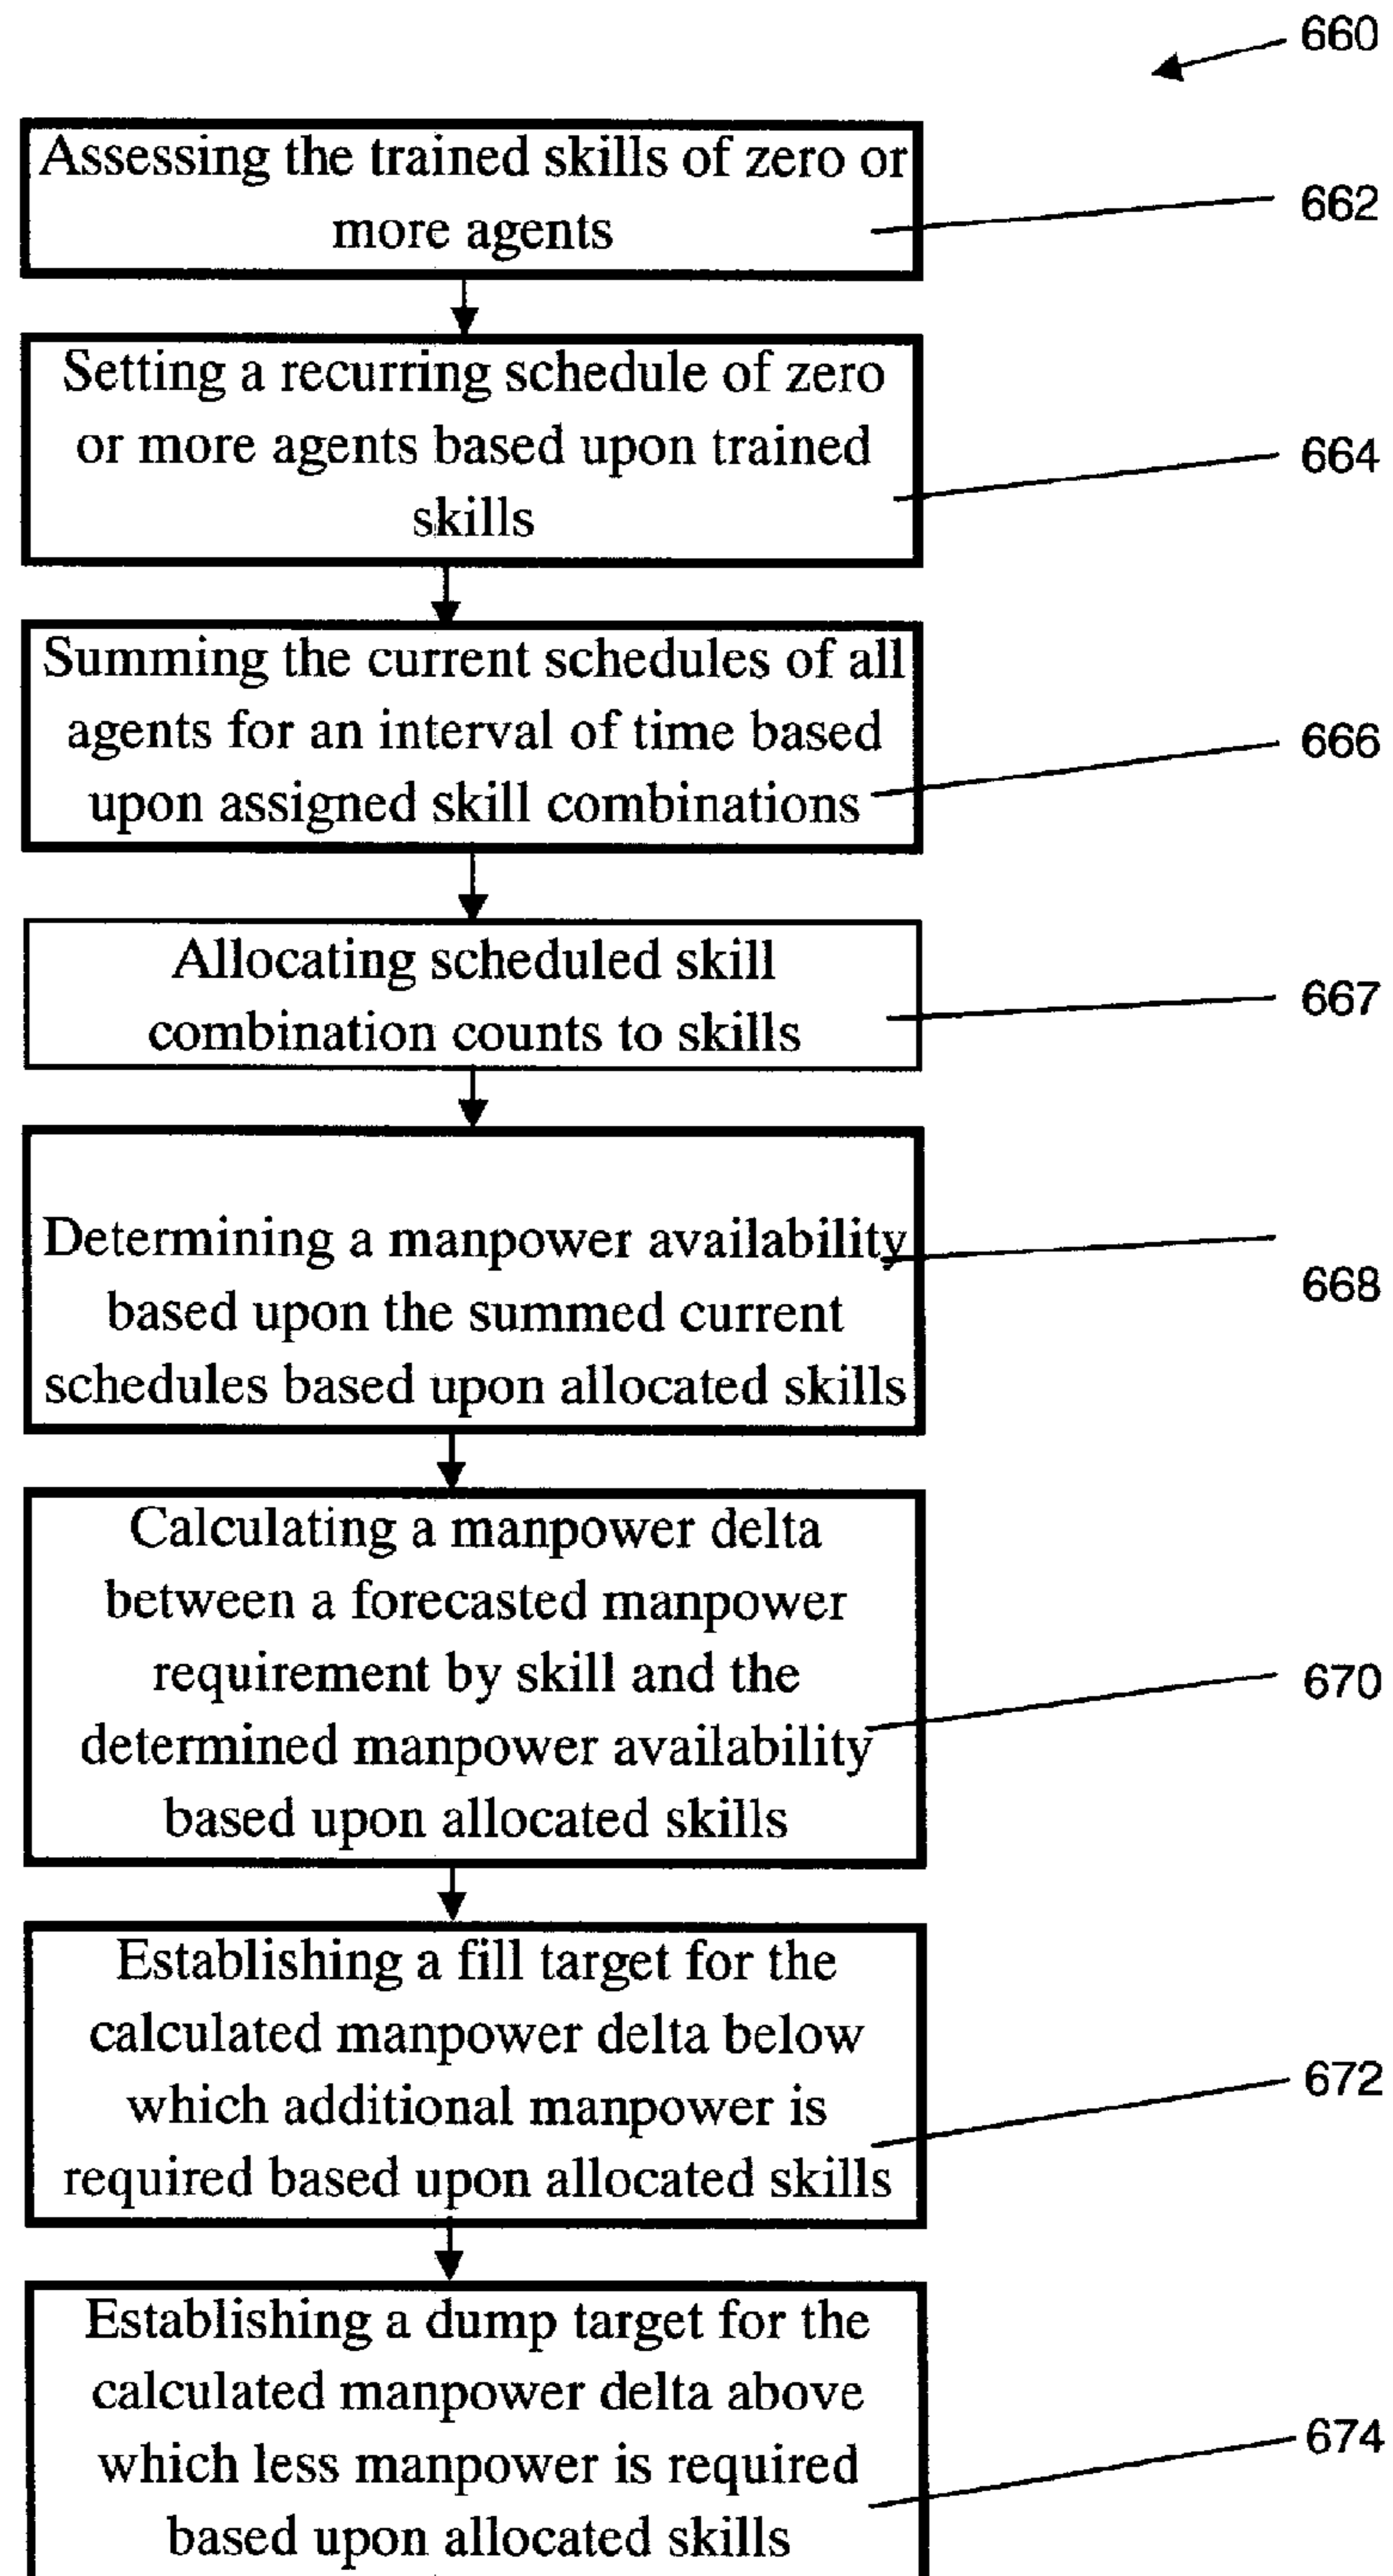 660
Assessing the trained skills of zero or
more agents
662
Setting a recurring schedule of zero
or more agents based upon trained
skills
664
Summing the current schedules of all
agents for an interval of time based
upon assigned skill combinations
666
Allocating scheduled skill
combination counts to skills
667
Determining a manpower availability
based upon the summed current
schedules based upon allocated skills
668
Calculating a manpower delta
between a forecasted manpower
requirement by skill and the
determined manpower availability
based upon allocated skills
670
Establishing a fill target for the
calculated manpower delta below
which additional manpower is
required based upon allocated skills
672
Establishing a dump target for the
calculated manpower delta above
which less manpower is required
based upon allocated skills
674